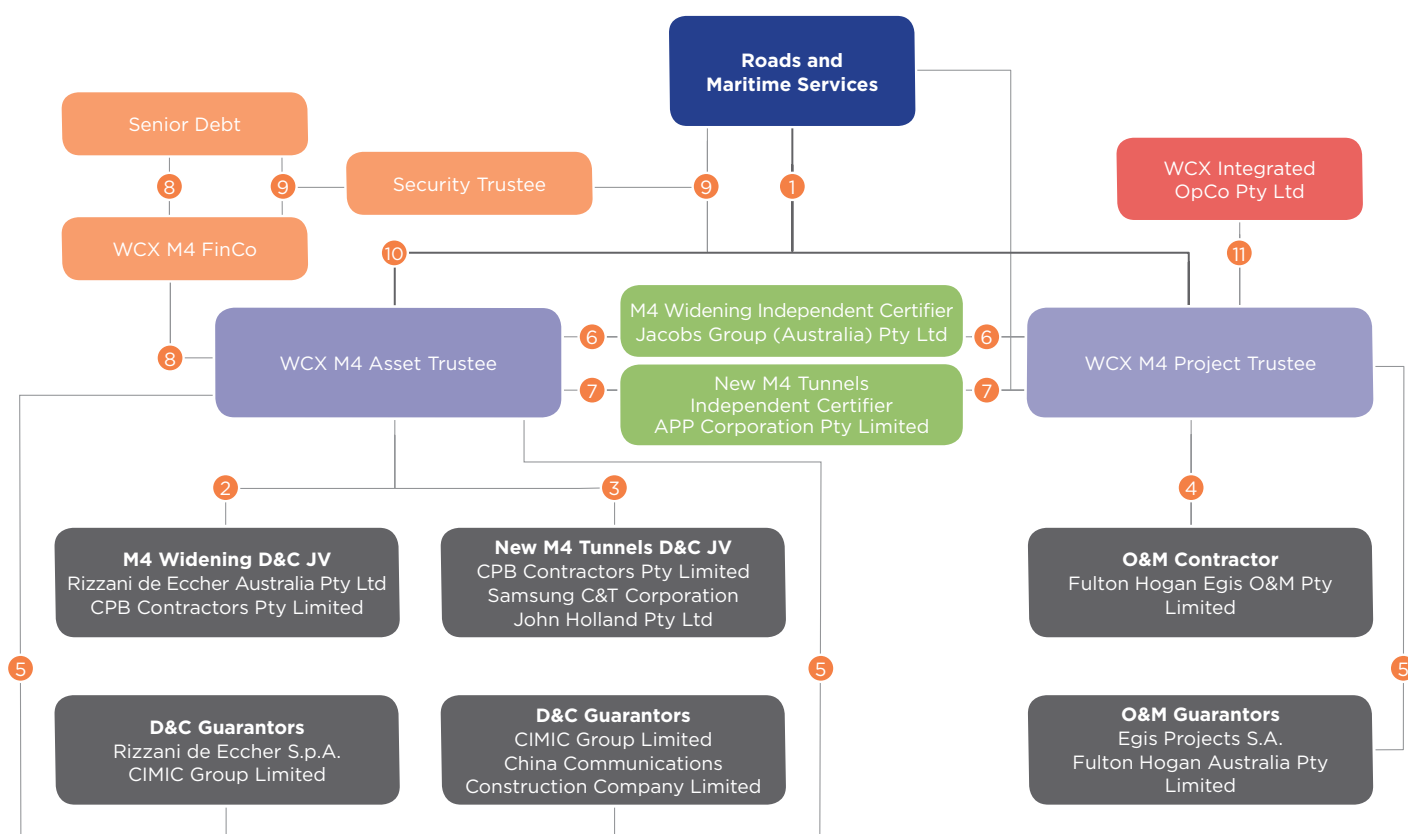 Roads and
Maritime Services
Senior Debt
8
9
Security Trustee
9
1
WCX Integrated
OpCo Pty Ltd
WCX M4 FinCo
10
11
8
WCX M4 Asset Trustee
6
M4 Widening Independent Certifier
Jacobs Group (Australia) Pty Ltd
6
WCX M4 Project Trustee
7
New M4 Tunnels
Independent Certifier
APP Corporation Pty Limited
7
2
3
4
M4 Widening D&C JV
Rizzani de Eccher Australia Pty Ltd
CPB Contractors Pty Limited
New M4 Tunnels D&C JV
CPB Contractors Pty Limited
Samsung C&T Corporation
John Holland Pty Ltd
O&M Contractor
Fulton Hogan Egis O&M Pty
Limited
5
5
5
D&C Guarantors
Rizzani de Eccher S.p.A.
CIMIC Group Limited
D&C Guarantors
CIMIC Group Limited
China Communications
Construction Company Limited
O&M Guarantors
Egis Projects S.A.
Fulton Hogan Australia Pty
Limited